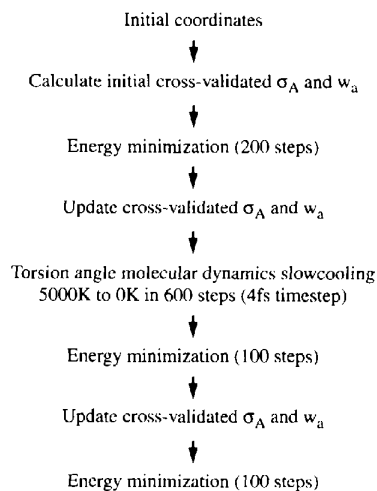 Initial coordinates
Calculate initial cross-validated σA and wa
Energy minimization (200 steps)
Update cross-validated σA and wa
Torsion angle molecular dynamics slowcooling
5000K to 0K in 600 steps (4fs timestep)
Energy minimization (100 steps)
Update cross-validated σA and wa
Energy minimization (100 steps)